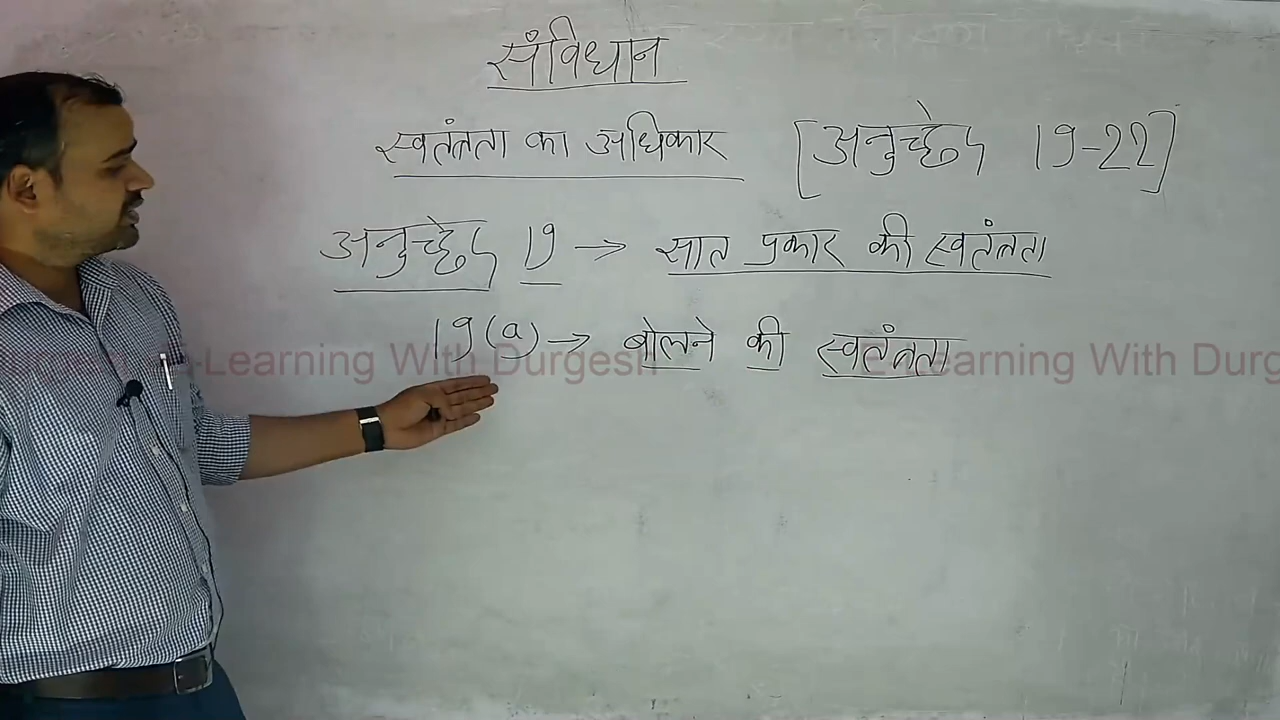 संविधान
स्वतंत्रता का अधिकार [अनुच्छेद 19-22]
अनुच्छेद 19 → सात प्रकार की स्वतंत्रता
19(a) → बोलने की स्वतंत्रता
-Learning With Durgesh
earning With Durg